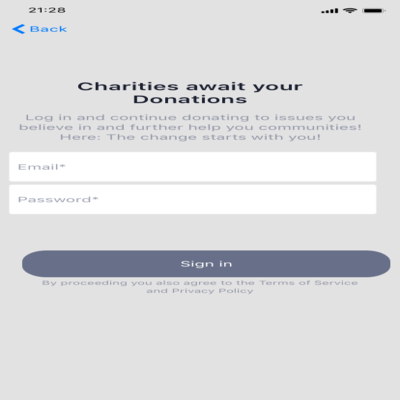 21:28
Back
Charities await your
Donations
Log in and continue donating to issues you
believe in and further help you communities!
Here: The change starts with you!
Email*
Password*
Sign in
By proceeding you also agree to the Terms of Service
and Privacy Policy